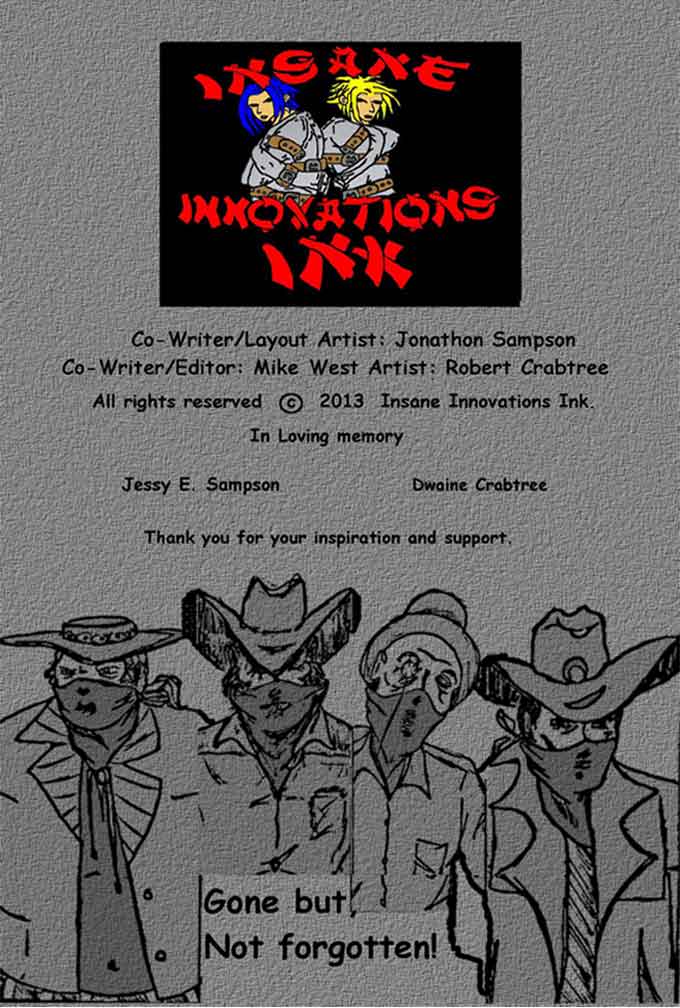 INSANE
INNOVATIONS
INK
Co-Writer/Layout Artist: Jonathon Sampson
Co-Writer/Editor: Mike West Artist: Robert Crabtree
All rights reserved © 2013 Insane Innovations Ink.
In Loving memory
Jessy E. Sampson Dwaine Crabtree
Thank you for your inspiration and support.
Gone but
Not forgotten!